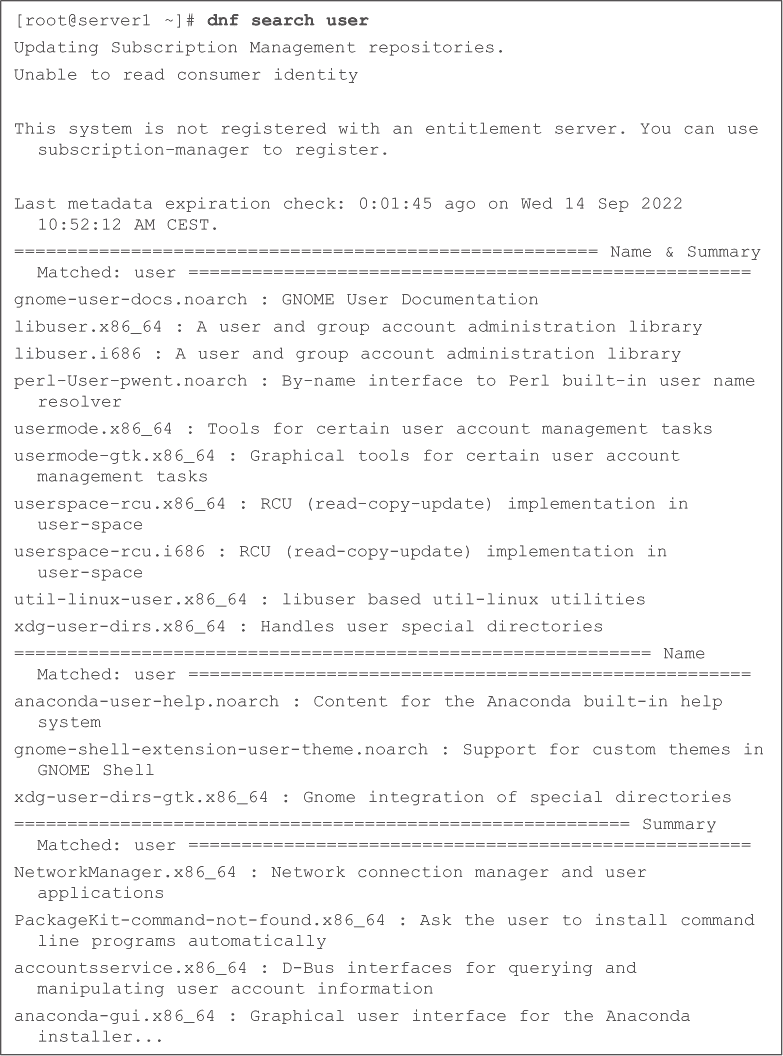 [root@server1 ~]# dnf search user
Updating Subscription Management repositories.
Unable to read consumer identity
This system is not registered with an entitlement server. You can use
subscription-manager to register.
Last metadata expiration check: 0:01:45 ago on Wed 14 Sep 2022
10:52:12 AM CEST.
======================================================= Name & Summary
Matched: user =====================================================
gnome-user-docs.noarch : GNOME User Documentation
libuser.x86_64 : A user and group account administration library
libuser.i686 : A user and group account administration library
perl-User-pwent.noarch : By-name interface to Perl built-in user name
resolver
usermode.x86_64 : Tools for certain user account management tasks
usermode-gtk.x86_64 : Graphical tools for certain user account
management tasks
userspace-rcu.x86_64 : RCU (read-copy-update) implementation in
user-space
userspace-rcu.i686 : RCU (read-copy-update) implementation in
user-space
util-linux-user.x86_64 : libuser based util-linux utilities
xdg-user-dirs.x86_64 : Handles user special directories
============================================================ Name
Matched: user =====================================================
anaconda-user-help.noarch : Content for the Anaconda built-in help
system
gnome-shell-extension-user-theme.noarch : Support for custom themes in
GNOME Shell
xdg-user-dirs-gtk.x86_64 : Gnome integration of special directories
========================================================== Summary
Matched: user =====================================================
NetworkManager.x86_64 : Network connection manager and user
applications
PackageKit-command-not-found.x86_64 : Ask the user to install command
line programs automatically
accountsservice.x86_64 : D-Bus interfaces for querying and
manipulating user account information
anaconda-gui.x86_64 : Graphical user interface for the Anaconda
installer...